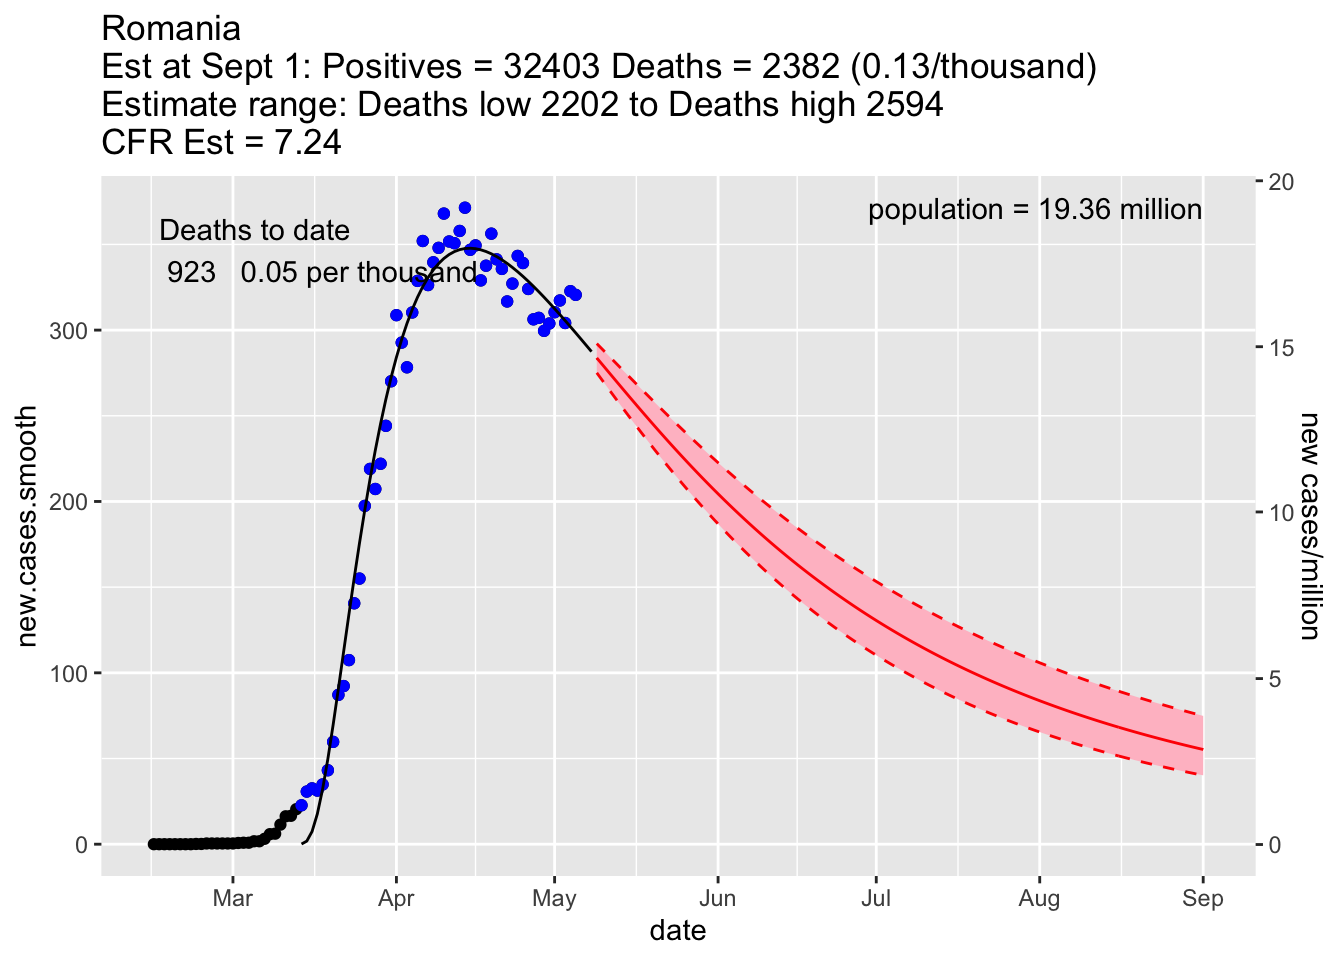 Romania
Est at Sept 1: Positives = 32403 Deaths = 2382 (0.13/thousand)
Estimate range: Deaths low 2202 to Deaths high 2594
CFR Est = 7.24
Deaths to date
923 0.05 per thousand
population = 19.36 million
300
200
100
0
new.cases.smooth
20
15
10
5
0
new cases/million
Mar Apr May Jun Jul Aug Sep
date